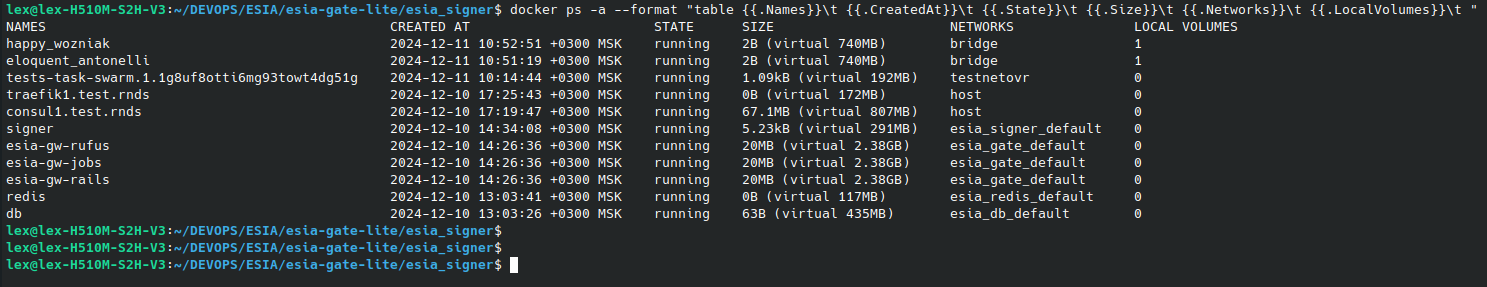 lex@lex-H510M-S2H-V3:~/DEVOPS/ESIA/esia-gate-lite/esia_signer$ docker ps -a --format "table {{.Names}}\t {{.CreatedAt}}\t {{.State}}\t {{.Size}}\t {{.Networks}}\t {{.LocalVolumes}}\t "
NAMES CREATED AT STATE SIZE NETWORKS LOCAL VOLUMES
happy_wozniak 2024-12-11 10:52:51 +0300 MSK running 2B (virtual 740MB) bridge 1
eloquent_antonelli 2024-12-11 10:51:19 +0300 MSK running 2B (virtual 740MB) bridge 1
tests-task-swarm.1.1g8uf8otti6mg93towt4dg51g 2024-12-11 10:14:44 +0300 MSK running 1.09kB (virtual 192MB) testnetovr 0
traefik1.test.rnds 2024-12-10 17:25:43 +0300 MSK running 0B (virtual 172MB) host 0
consul1.test.rnds 2024-12-10 17:19:47 +0300 MSK running 67.1MB (virtual 807MB) host 0
signer 2024-12-10 14:34:08 +0300 MSK running 5.23kB (virtual 291MB) esia_signer_default 0
esia-gw-rufus 2024-12-10 14:26:36 +0300 MSK running 20MB (virtual 2.38GB) esia_gate_default 0
esia-gw-jobs 2024-12-10 14:26:36 +0300 MSK running 20MB (virtual 2.38GB) esia_gate_default 0
esia-gw-rails 2024-12-10 14:26:36 +0300 MSK running 20MB (virtual 2.38GB) esia_gate_default 0
redis 2024-12-10 13:03:41 +0300 MSK running 0B (virtual 117MB) esia_redis_default 0
db 2024-12-10 13:03:26 +0300 MSK running 63B (virtual 435MB) esia_db_default 0
lex@lex-H510M-S2H-V3:~/DEVOPS/ESIA/esia-gate-lite/esia_signer$
lex@lex-H510M-S2H-V3:~/DEVOPS/ESIA/esia-gate-lite/esia_signer$
lex@lex-H510M-S2H-V3:~/DEVOPS/ESIA/esia-gate-lite/esia_signer$